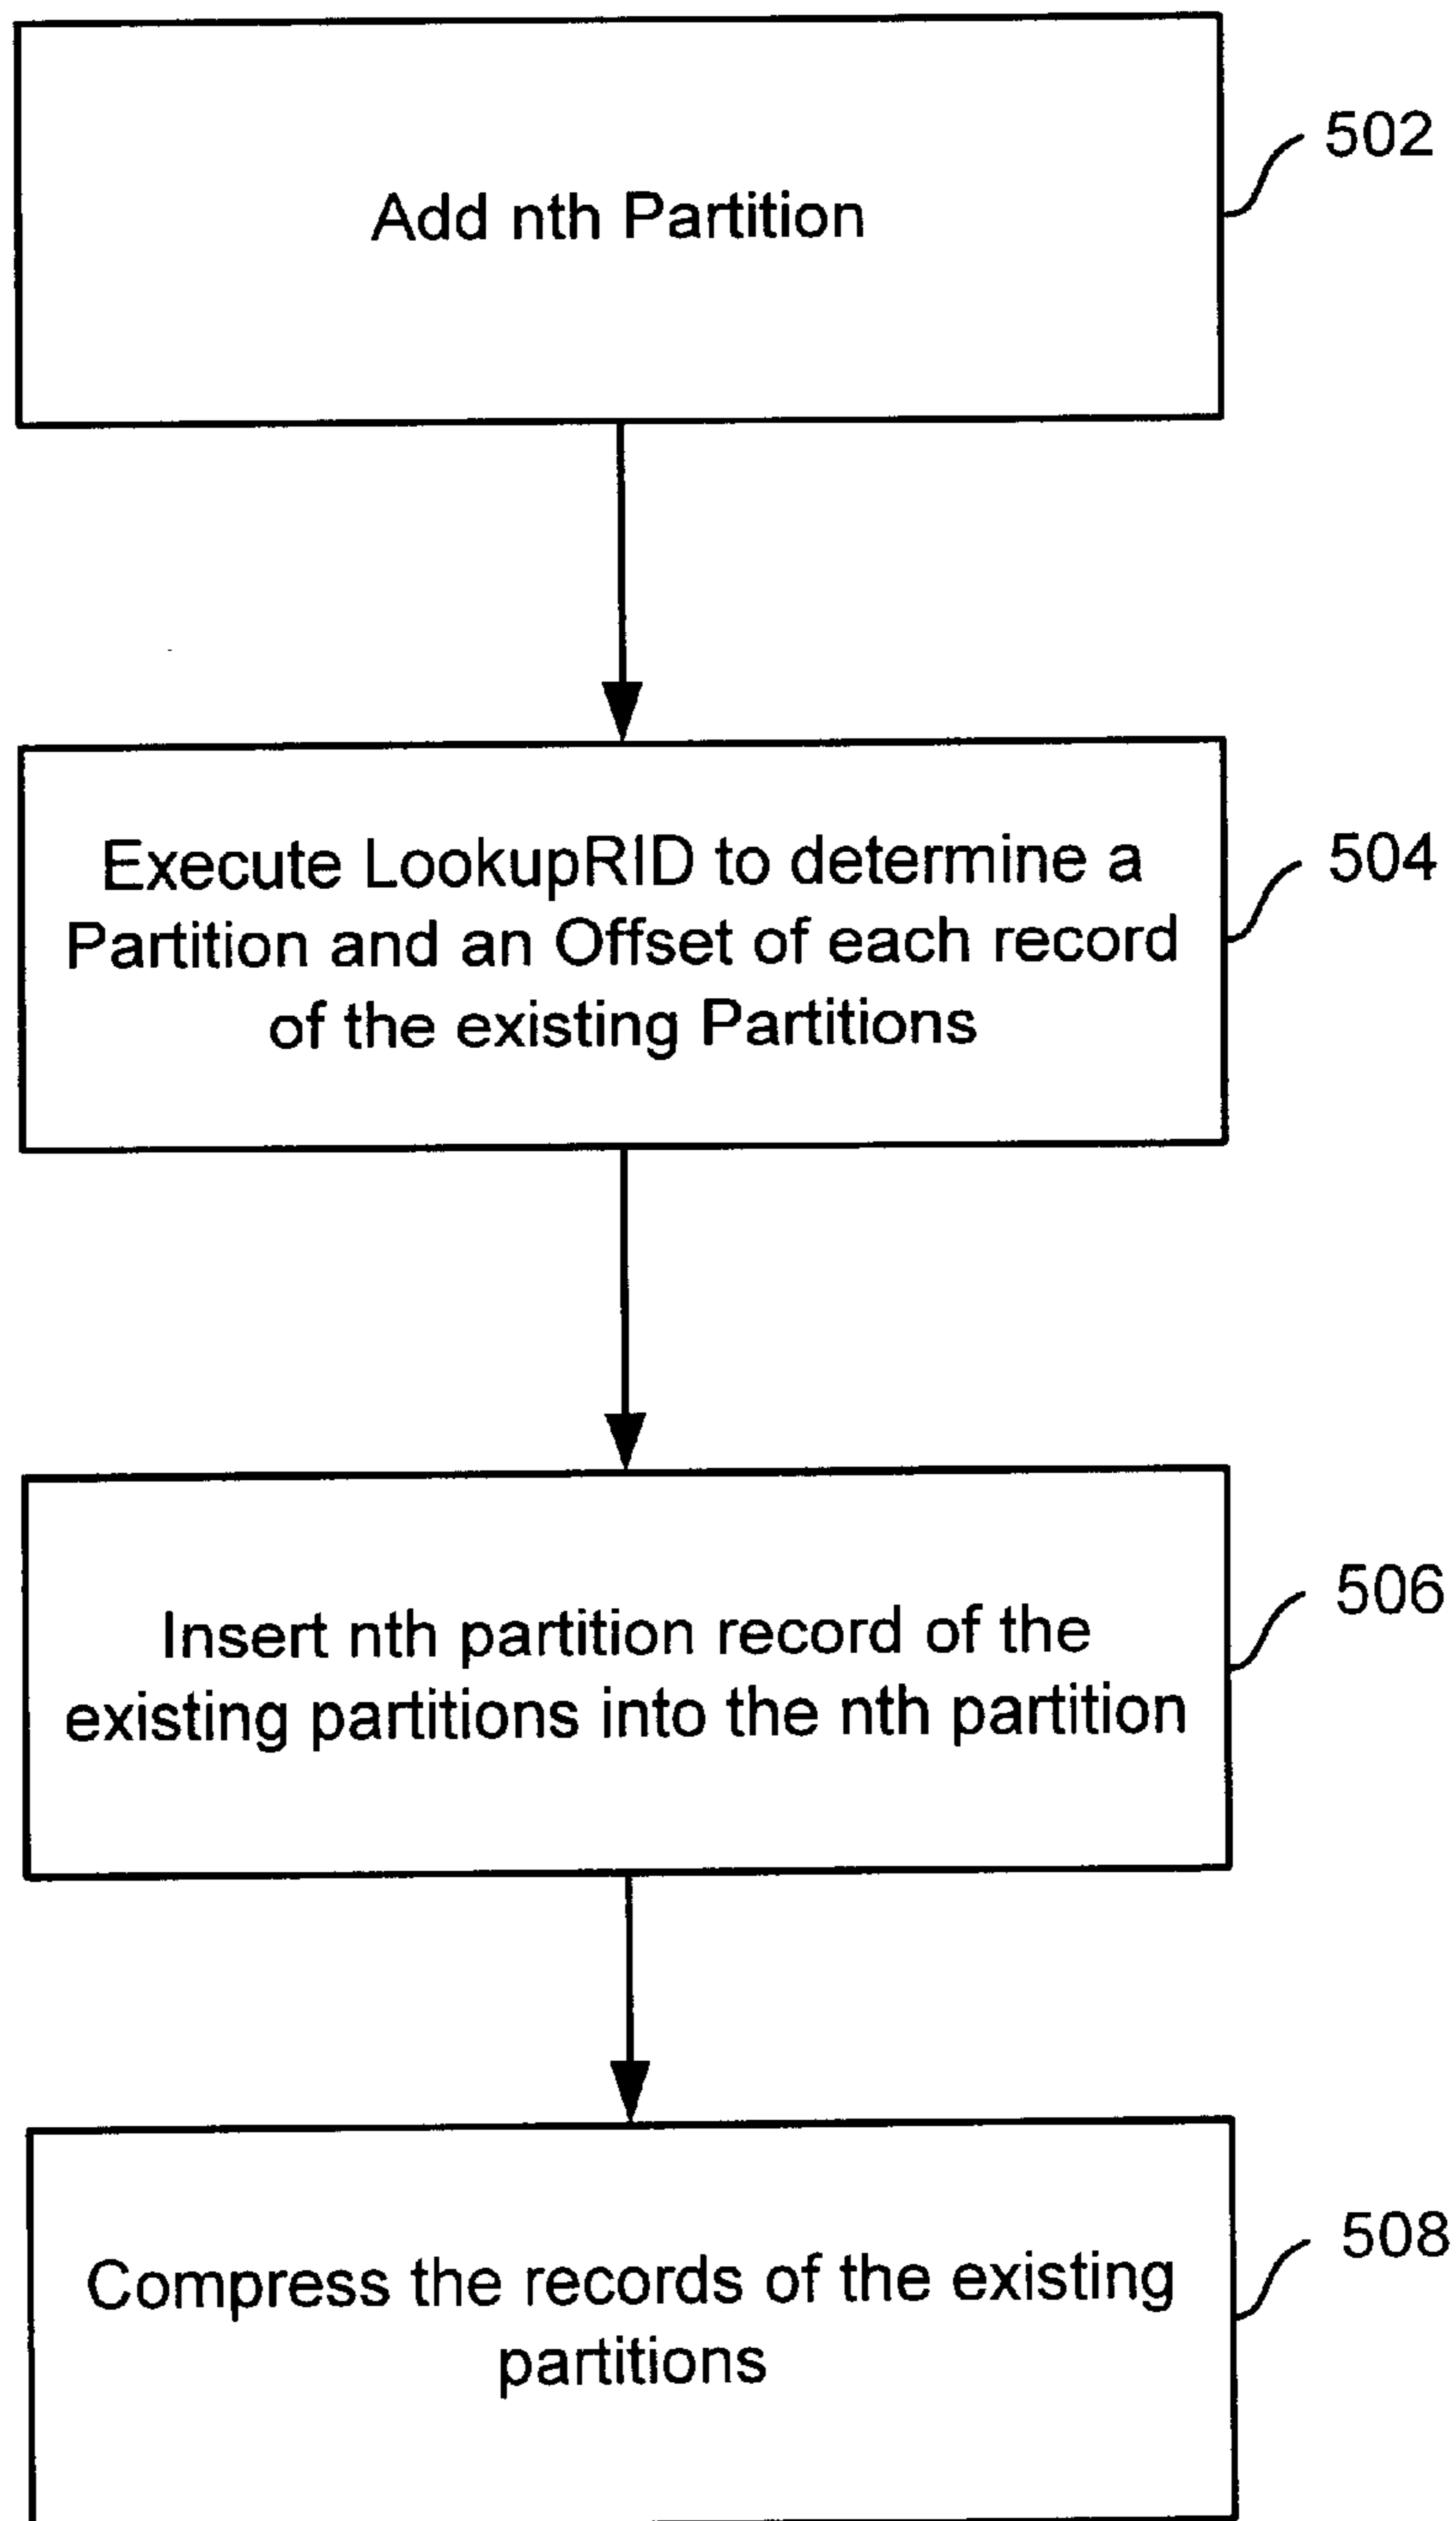 Add nth Partition
502
Execute LookupRID to determine a
Partition and an Offset of each record
of the existing Partitions
504
Insert nth partition record of the
existing partitions into the nth partition
506
Compress the records of the existing
partitions
508